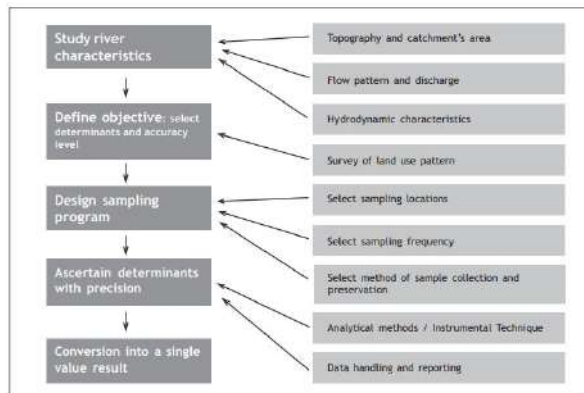 Study river
characteristics
Define objective: select
determinants and accuracy
level
Design sampling
program
Ascertain determinants
with precision
Conversion into a single
value result
Topography and catchment's area
Flow pattern and discharge
Hydrodynamic characteristics
Survey of land use pattern
Select sampling locations
Select sampling frequency
Select method of sample collection and
preservation
Analytical methods / Instrumental Technique
Data handling and reporting